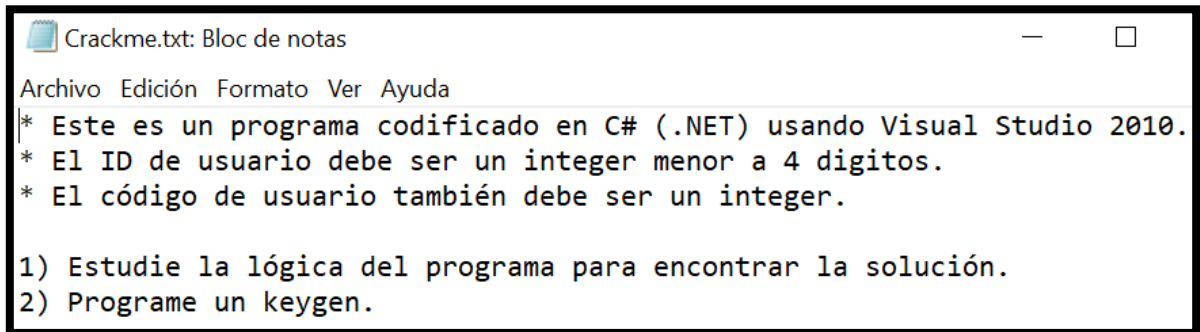 Crackme.txt: Bloc de notas
Archivo Edición Formato Ver Ayuda
* Este es un programa codificado en C# (.NET) usando Visual Studio 2010.
* El ID de usuario debe ser un integer menor a 4 digitos.
* El código de usuario también debe ser un integer.
1) Estudie la lógica del programa para encontrar la solución.
2) Programe un keygen.